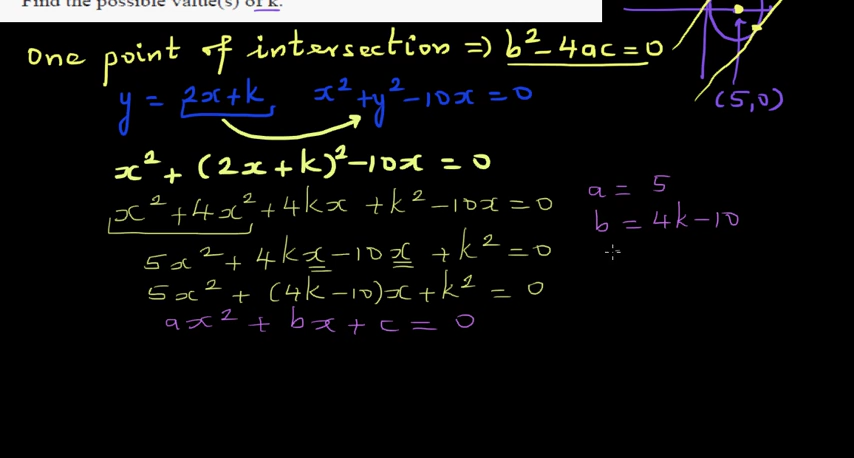 Find the possible value(s) of k.
One point of intersection => b² - 4ac = 0
y = 2x + k, x² + y² - 10x = 0
(5,0)
x² + (2x + k)² - 10x = 0
a = 5
x² + 4x² + 4kx + k² - 10x = 0
b = 4k - 10
5x² + 4kx - 10x + k² = 0
5x² + (4k - 10)x + k² = 0
ax² + bx + c = 0